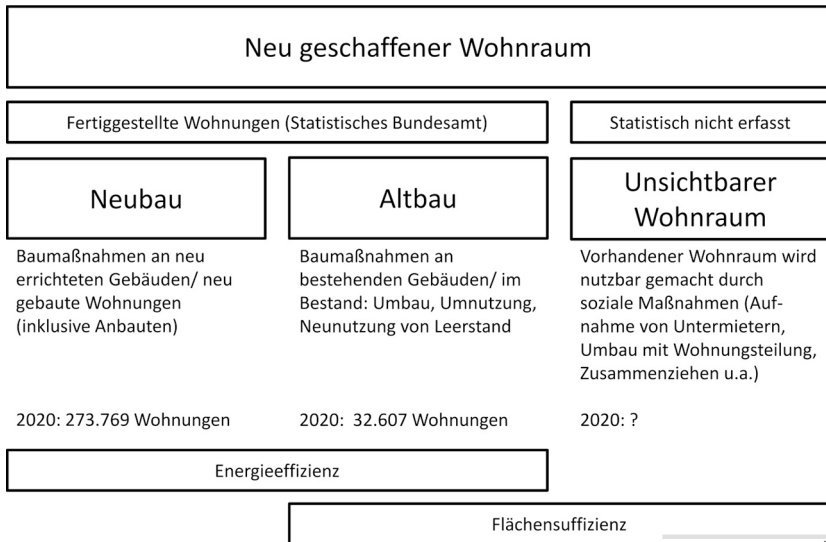 Neu geschaffener Wohnraum
Fertiggestellte Wohnungen (Statistisches Bundesamt)
Statistisch nicht erfasst
Neubau
Altbau
Unsichtbarer
Wohnraum
Baumaßnahmen an neu
errichteten Gebäuden/ neu
gebaute Wohnungen
(inklusive Anbauten)
Baumaßnahmen an
bestehenden Gebäuden/ im
Bestand: Umbau, Umnutzung,
Neunutzung von Leerstand
Vorhandener Wohnraum wird
nutzbar gemacht durch
soziale Maßnahmen (Auf-
nahme von Untermietern,
Umbau mit Wohnungsteilung,
Zusammenziehen u.a.)
2020: 273.769 Wohnungen
2020: 32.607 Wohnungen
2020: ?
Energieeffizienz
Flächensuffizienz